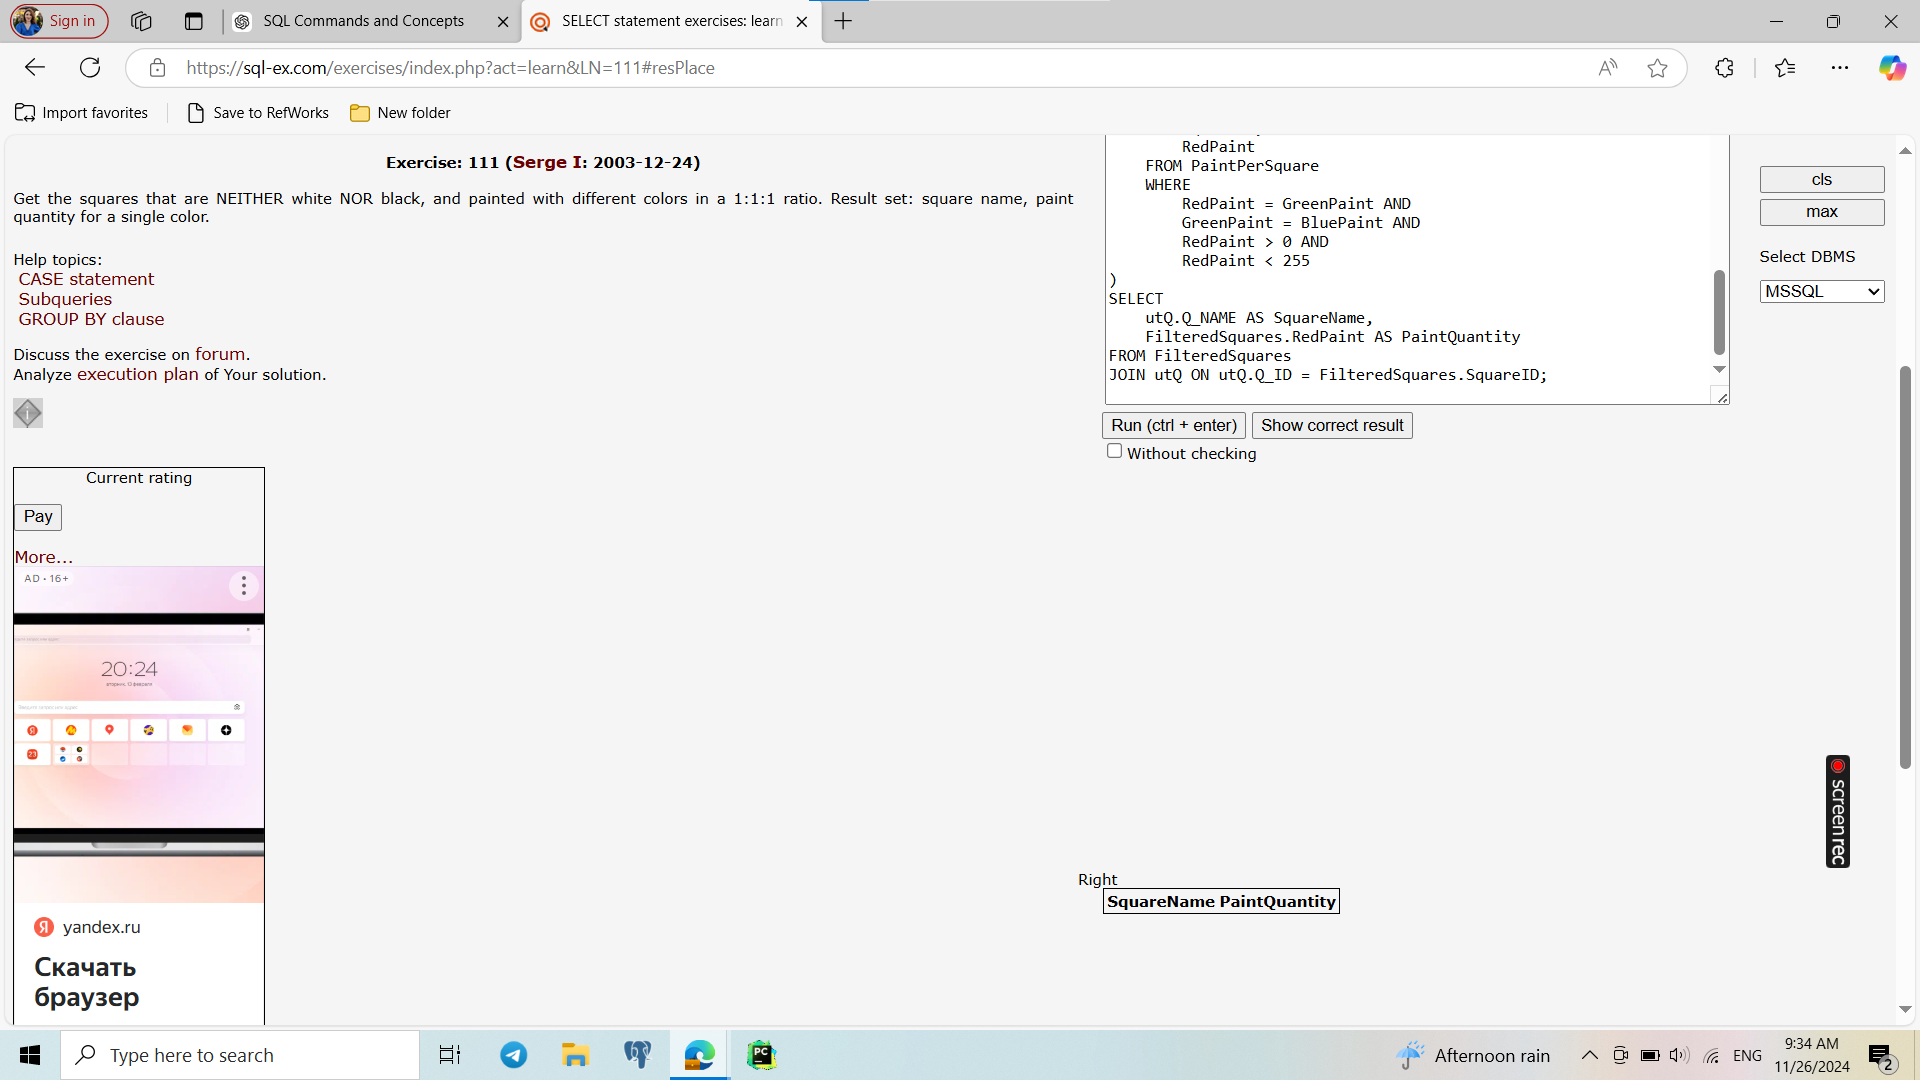 Sign in
SQL Commands and Concepts
SELECT statement exercises: learn
https://sql-ex.com/exercises/index.php?act=learn&LN=111#resPlace
Import favorites
Save to RefWorks
New folder
Exercise: 111 (Serge I: 2003-12-24)
Get the squares that are NEITHER white NOR black, and painted with different colors in a 1:1:1 ratio. Result set: square name, paint
quantity for a single color.
Help topics:
CASE statement
Subqueries
GROUP BY clause
Discuss the exercise on forum.
Analyze execution plan of Your solution.
RedPaint
FROM PaintPerSquare
WHERE
RedPaint = GreenPaint AND
GreenPaint = BluePaint AND
RedPaint > 0 AND
RedPaint < 255
)
SELECT
utQ.Q_NAME AS SquareName,
FilteredSquares.RedPaint AS PaintQuantity
FROM FilteredSquares
JOIN utQ ON utQ.Q_ID = FilteredSquares.SquareID;
cls
max
Select DBMS
MSSQL
Run (ctrl + enter)
Show correct result
Without checking
Current rating
Pay
More...
AD • 16+
20:24
yandex.ru
Скачать
браузер
Right
SquareName PaintQuantity
screenrec
Type here to search
PC
Afternoon rain
ENG
9:34 AM
11/26/2024
2